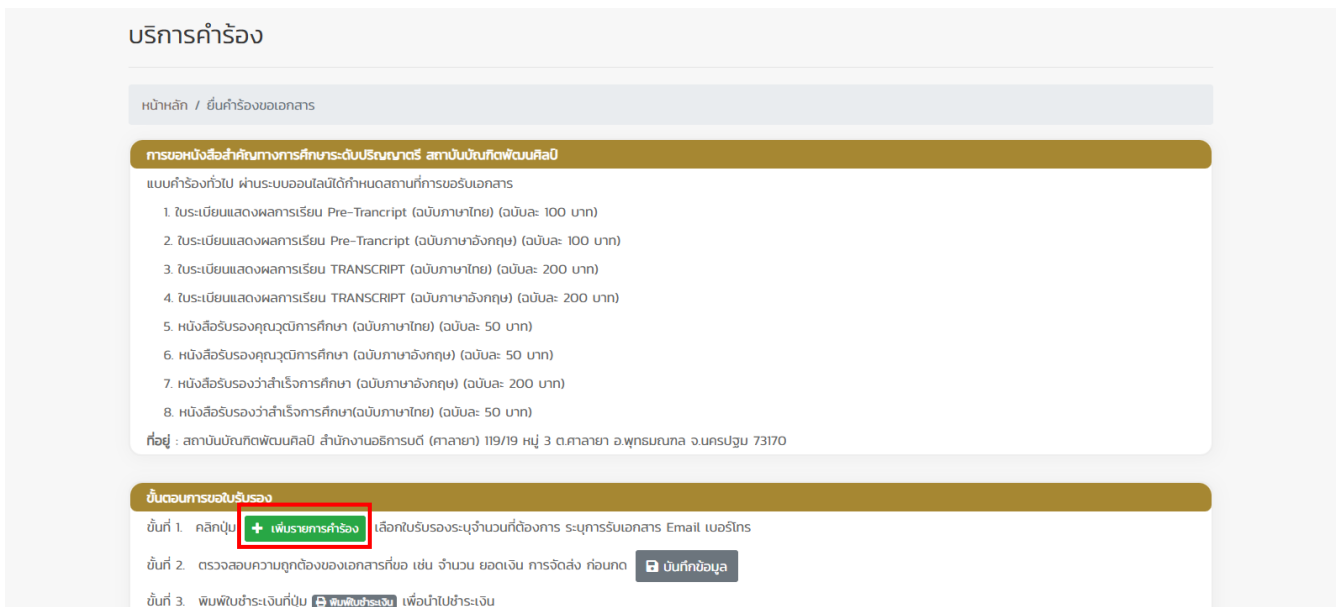 บริการคำร้อง
หน้าหลัก / ยื่นคำร้องขอเอกสาร
การขอหนังสือสำคัญทางการศึกษาระดับปริญญาตรี สถาบันบัณฑิตพัฒนศิลป์
แบบคำร้องทั่วไป ผ่านระบบออนไลน์ได้กำหนดสถานที่การขอรับเอกสาร
1. ใบระเบียนแสดงผลการเรียน Pre-Trancript (ฉบับภาษาไทย) (ฉบับละ 100 บาท)
2. ใบระเบียนแสดงผลการเรียน Pre-Trancript (ฉบับภาษาอังกฤษ) (ฉบับละ 100 บาท)
3. ใบระเบียนแสดงผลการเรียน TRANSCRIPT (ฉบับภาษาไทย) (ฉบับละ 200 บาท)
4. ใบระเบียนแสดงผลการเรียน TRANSCRIPT (ฉบับภาษาอังกฤษ) (ฉบับละ 200 บาท)
5. หนังสือรับรองคุณวุฒิการศึกษา (ฉบับภาษาไทย) (ฉบับละ 50 บาท)
6. หนังสือรับรองคุณวุฒิการศึกษา (ฉบับภาษาอังกฤษ) (ฉบับละ 50 บาท)
7. หนังสือรับรองว่าสำเร็จการศึกษา (ฉบับภาษาอังกฤษ) (ฉบับละ 200 บาท)
8. หนังสือรับรองว่าสำเร็จการศึกษา(ฉบับภาษาไทย) (ฉบับละ 50 บาท)
ที่อยู่ : สถาบันบัณฑิตพัฒนศิลป์ สำนักงานอธิการบดี (ศาลายา) 119/19 หมู่ 3 ต.ศาลายา อ.พุทธมณฑล จ.นครปฐม 73170
ขั้นตอนการขอใบรับรอง
ขั้นที่ 1. คลิกปุ่ม + เพิ่มรายการคำร้อง เลือกใบรับรองระบุจำนวนที่ต้องการ ระบุการรับเอกสาร Email เบอร์โทร
ขั้นที่ 2. ตรวจสอบความถูกต้องของเอกสารที่ขอ เช่น จำนวน ยอดเงิน การจัดส่ง ก่อนกด บันทึกข้อมูล
ขั้นที่ 3. พิมพ์ใบชำระเงินที่ปุ่ม พิมพ์ใบชำระเงิน เพื่อนำไปชำระเงิน